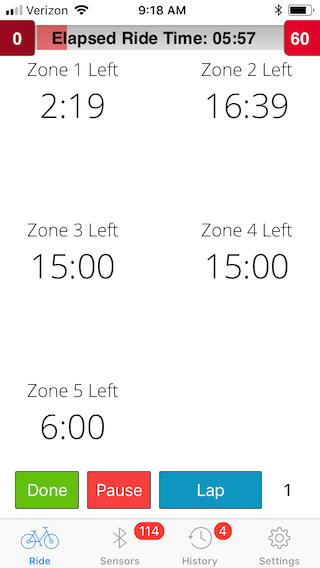 Verizon 9:18 AM
0 Elapsed Ride Time: 05:57 60
Zone 1 Left Zone 2 Left
2:19 16:39
Zone 3 Left Zone 4 Left
15:00 15:00
Zone 5 Left
6:00
Done Pause Lap 1
114 4
Ride Sensors History Settings